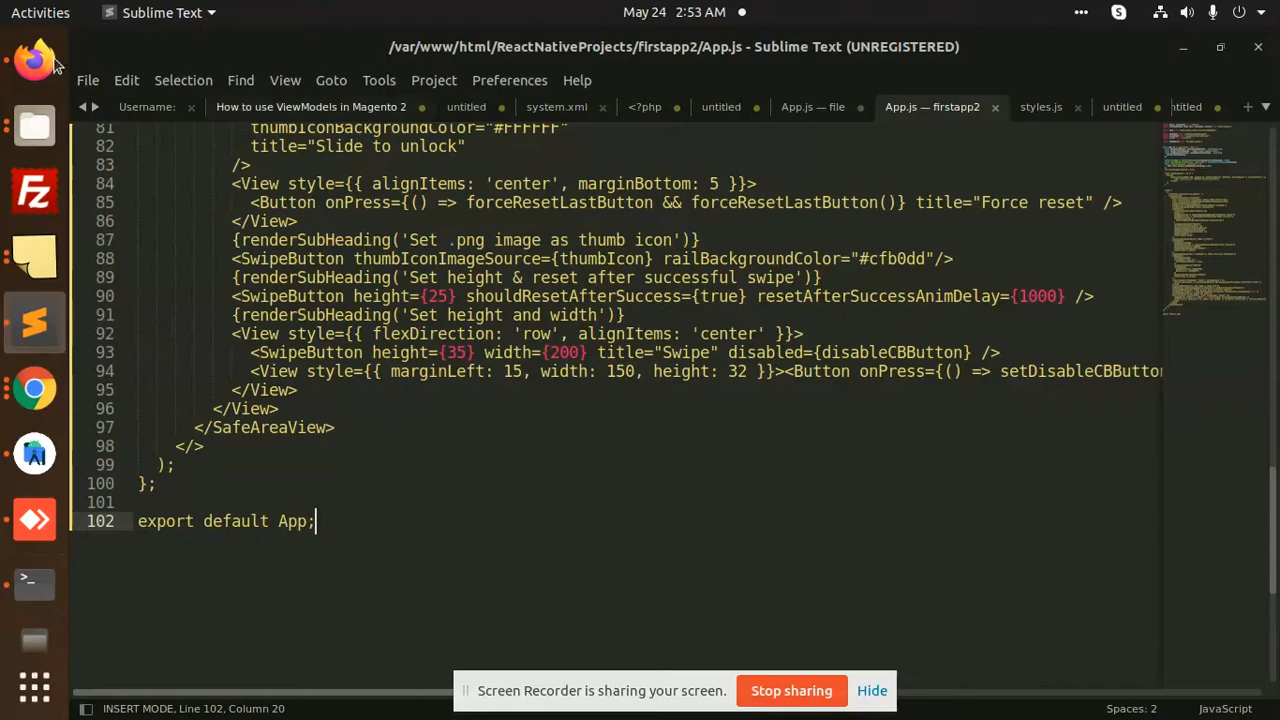 Activities Sublime Text May 24 2:53 AM
/var/www/html/ReactNativeProjects/firstapp2/App.js - Sublime Text (UNREGISTERED)
File Edit Selection Find View Goto Tools Project Preferences Help
Username: How to use ViewModels in Magento 2 untitled system.xml <?php untitled App.js — file App.js — firstapp2 styles.js untitled ntitled
81 thumbIconBackgroundColor="#FFFFFF"
82 title="Slide to unlock"
83 />
84 <View style={{ alignItems: 'center', marginBottom: 5 }}>
85 <Button onPress={() => forceResetLastButton && forceResetLastButton()} title="Force reset" />
86 </View>
87 {renderSubHeading('Set .png image as thumb icon')}
88 <SwipeButton thumbIconImageSource={thumbIcon} railBackgroundColor="#cfb0dd"/>
89 {renderSubHeading('Set height & reset after successful swipe')}
90 <SwipeButton height={25} shouldResetAfterSuccess={true} resetAfterSuccessAnimDelay={1000} />
91 {renderSubHeading('Set height and width')}
92 <View style={{ flexDirection: 'row', alignItems: 'center' }}>
93 <SwipeButton height={35} width={200} title="Swipe" disabled={disableCBButton} />
94 <View style={{ marginLeft: 15, width: 150, height: 32 }}><Button onPress={() => setDisableCBButto
95 </View>
96 </View>
97 </SafeAreaView>
98 </>
99 );
100 };
101
102 export default App;
Screen Recorder is sharing your screen. Stop sharing Hide
INSERT MODE, Line 102, Column 20 Spaces: 2 JavaScript